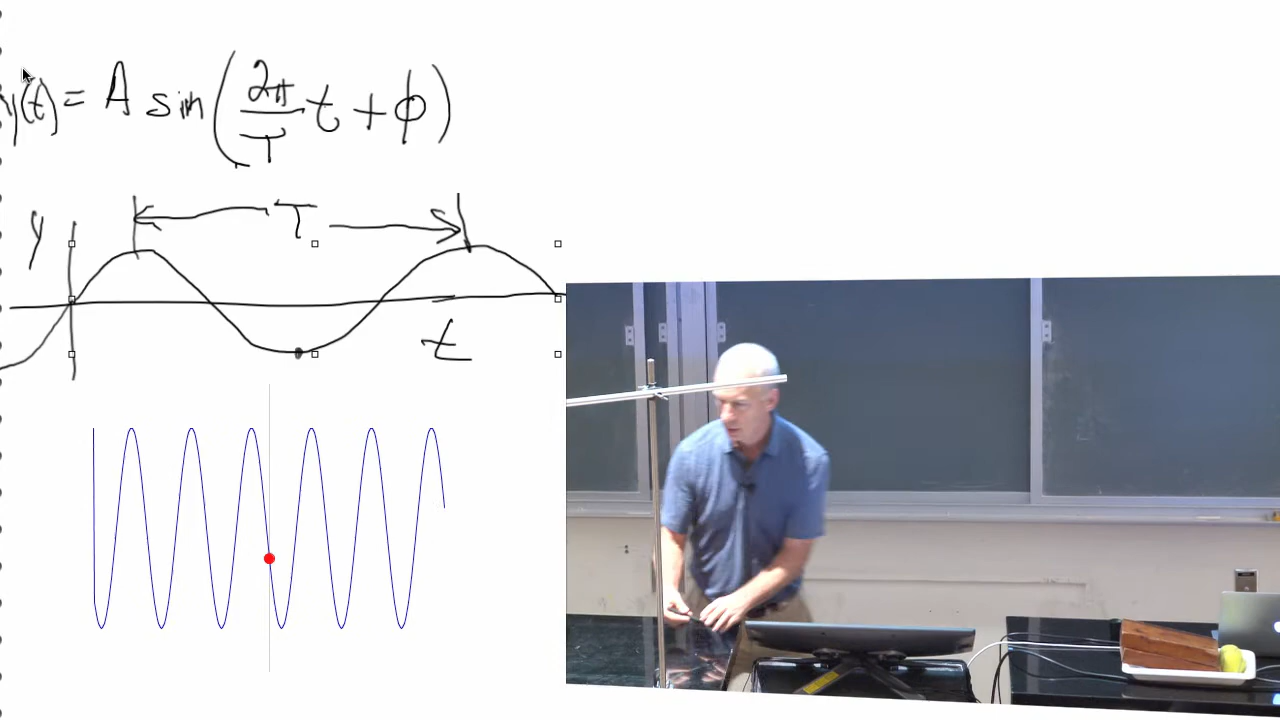 y(t) = A sin(2π/T t + ϕ)
T
y
t